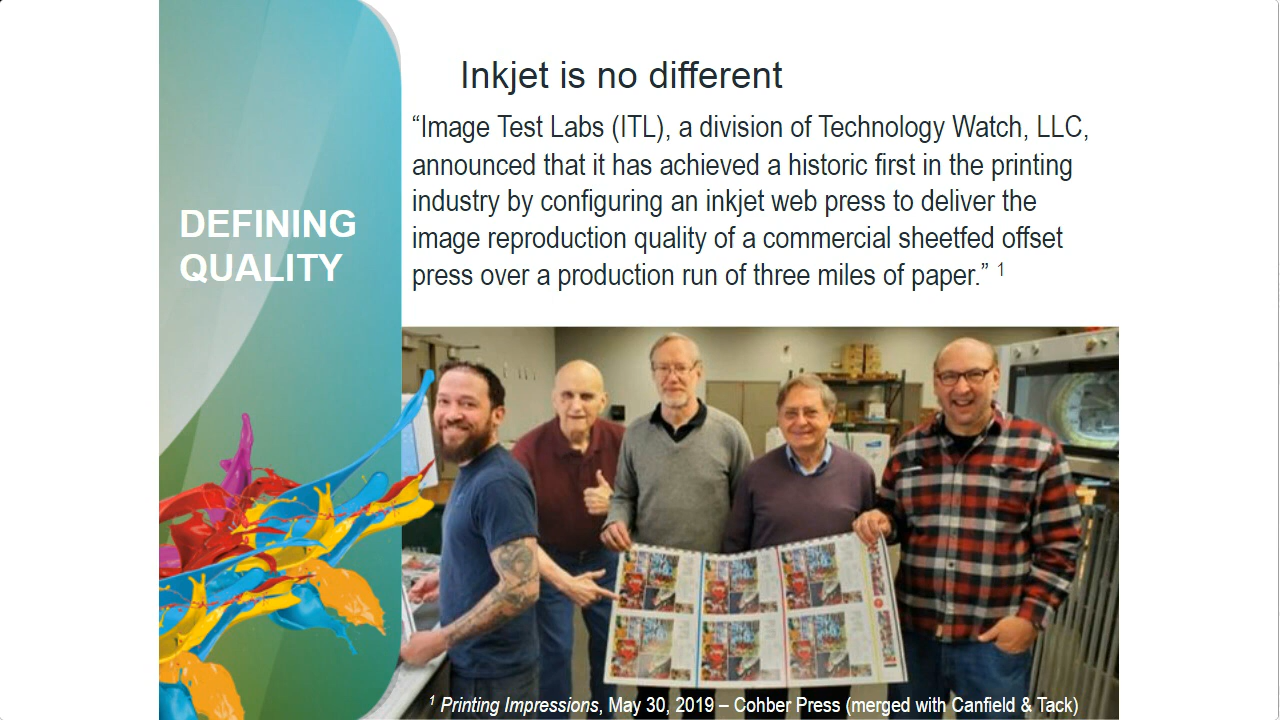 Inkjet is no different
“Image Test Labs (ITL), a division of Technology Watch, LLC,
announced that it has achieved a historic first in the printing
industry by configuring an inkjet web press to deliver the
image reproduction quality of a commercial sheetfed offset
press over a production run of three miles of paper.” 1
DEFINING
QUALITY
1 Printing Impressions, May 30, 2019 – Cohber Press (merged with Canfield & Tack)